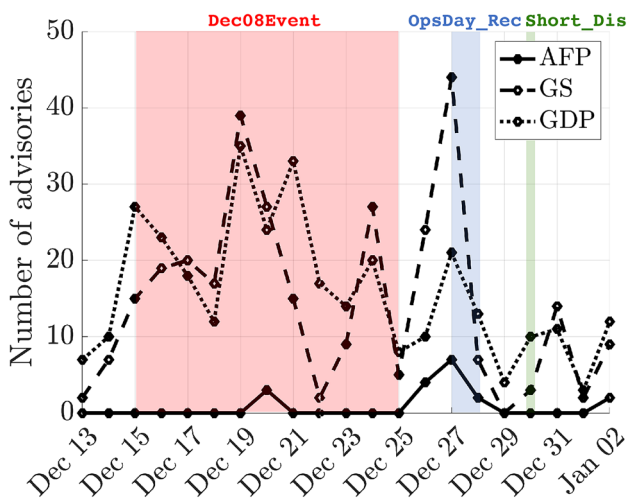 Dec08Event OpsDay_Rec Short_Dis
50
40
30
20
10
0
Number of advisories
AFP
GS
GDP
Dec 13
Dec 15
Dec 17
Dec 19
Dec 21
Dec 23
Dec 25
Dec 27
Dec 29
Dec 31
Jan 02